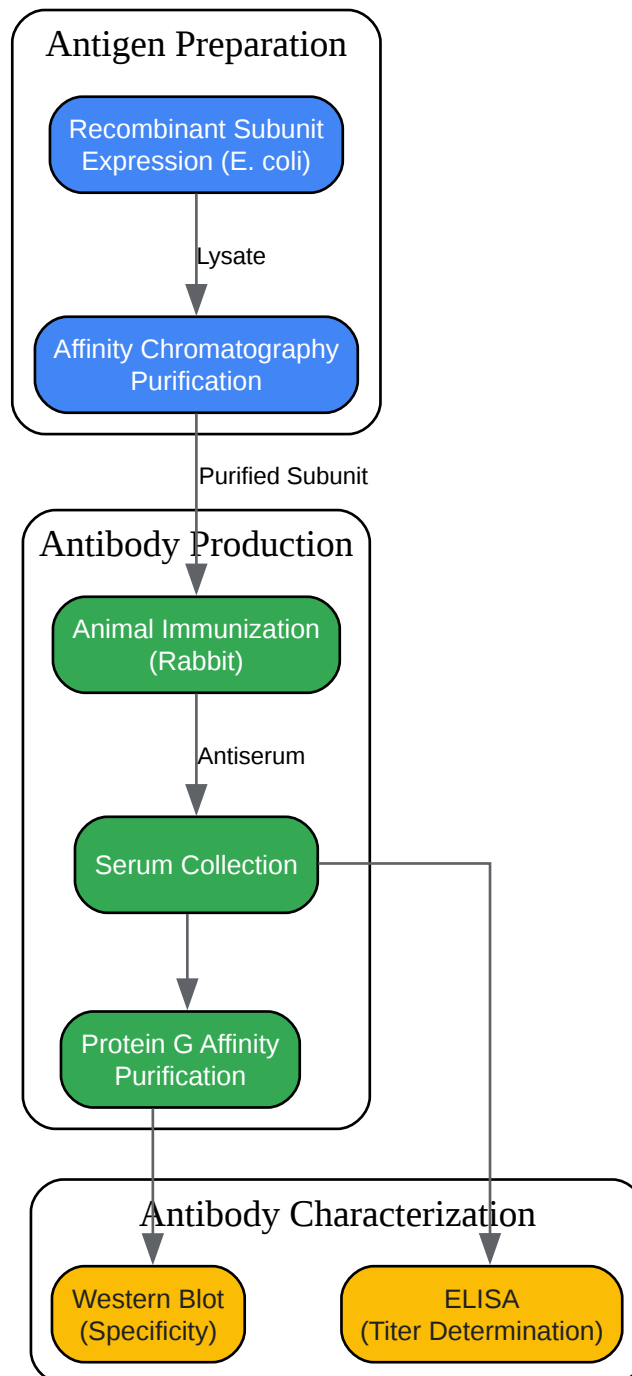 Antigen Preparation
Recombinant Subunit
Expression (E. coli)
Lysate
Affinity Chromatography
Purification
Purified Subunit
Antibody Production
Animal Immunization
(Rabbit)
Antiserum
Serum Collection
Protein G Affinity
Purification
Antibody Characterization
Western Blot
(Specificity)
ELISA
(Titer Determination)